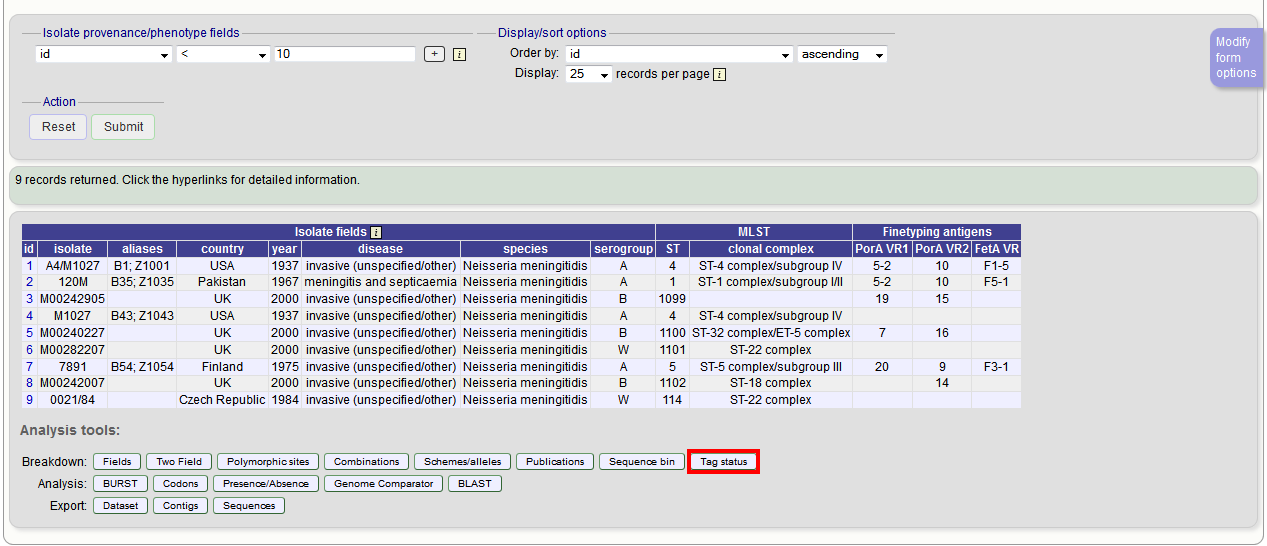 Isolate provenance/phenotype fields
id < 10 + i
Display/sort options
Order by: id ascending
Display: 25 records per page i
Modify
form
options
Action
Reset Submit
9 records returned. Click the hyperlinks for detailed information.
Isolate fields i MLST Finetyping antigens
id isolate aliases country year disease species serogroup ST clonal complex PorA VR1 PorA VR2 FetA VR
1 A4/M1027 B1; Z1001 USA 1937 invasive (unspecified/other) Neisseria meningitidis A 4 ST-4 complex/subgroup IV 5-2 10 F1-5
2 120M B35; Z1035 Pakistan 1967 meningitis and septicaemia Neisseria meningitidis A 1 ST-1 complex/subgroup I/II 5-2 10 F5-1
3 M00242905 UK 2000 invasive (unspecified/other) Neisseria meningitidis B 1099 19 15
4 M1027 B43; Z1043 USA 1937 invasive (unspecified/other) Neisseria meningitidis A 4 ST-4 complex/subgroup IV
5 M00240227 UK 2000 invasive (unspecified/other) Neisseria meningitidis B 1100 ST-32 complex/ET-5 complex 7 16
6 M00282207 UK 2000 invasive (unspecified/other) Neisseria meningitidis W 1101 ST-22 complex
7 7891 B54; Z1054 Finland 1975 invasive (unspecified/other) Neisseria meningitidis A 5 ST-5 complex/subgroup III 20 9 F3-1
8 M00242007 UK 2000 invasive (unspecified/other) Neisseria meningitidis B 1102 ST-18 complex 14
9 0021/84 Czech Republic 1984 invasive (unspecified/other) Neisseria meningitidis W 114 ST-22 complex
Analysis tools:
Breakdown: Fields Two Field Polymorphic sites Combinations Schemes/alleles Publications Sequence bin Tag status
Analysis: BURST Codons Presence/Absence Genome Comparator BLAST
Export: Dataset Contigs Sequences